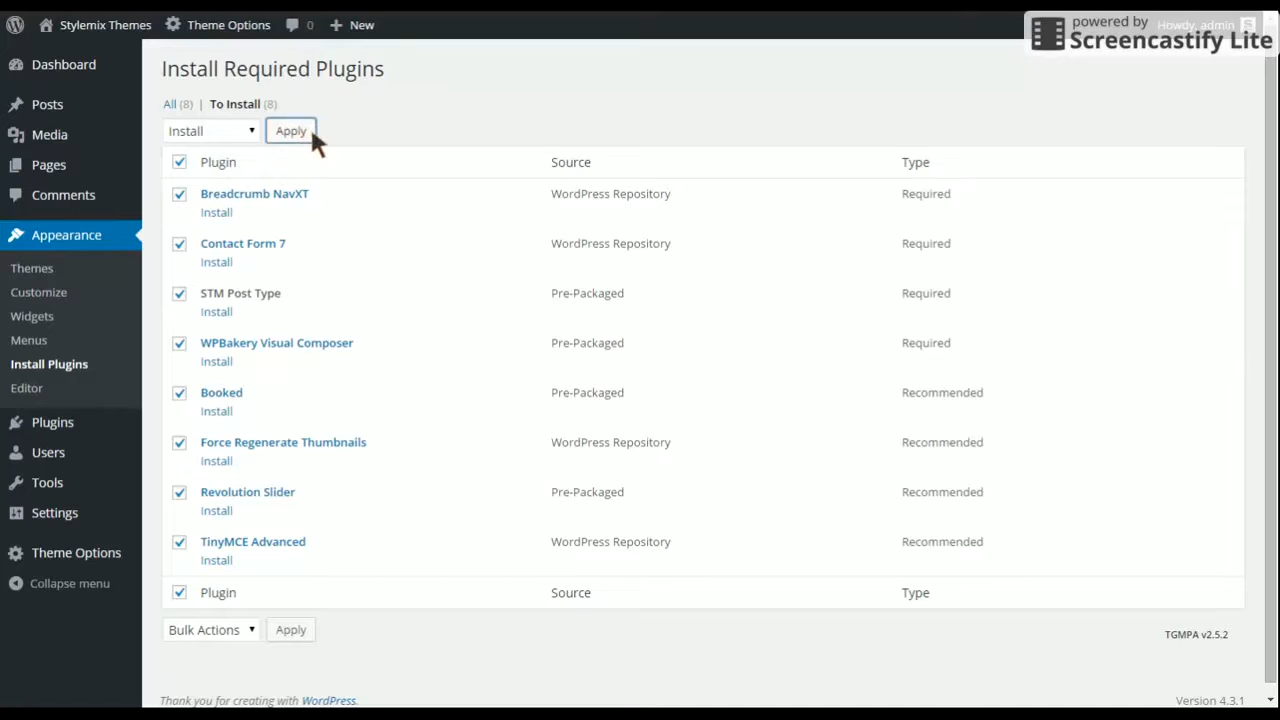 Stylemix Themes Theme Options 0 New Howdy, admin
powered by
Screencastify Lite
Dashboard
Posts
Media
Pages
Comments
Appearance
Themes
Customize
Widgets
Menus
Install Plugins
Editor
Plugins
Users
Tools
Settings
Theme Options
Collapse menu
Install Required Plugins
All (8) | To Install (8)
Install Apply
Plugin Source Type
Breadcrumb NavXT WordPress Repository Required
Install
Contact Form 7 WordPress Repository Required
Install
STM Post Type Pre-Packaged Required
Install
WPBakery Visual Composer Pre-Packaged Required
Install
Booked Pre-Packaged Recommended
Install
Force Regenerate Thumbnails WordPress Repository Recommended
Install
Revolution Slider Pre-Packaged Recommended
Install
TinyMCE Advanced WordPress Repository Recommended
Install
Plugin Source Type
Bulk Actions Apply
TGMPA v2.5.2
Thank you for creating with WordPress. Version 4.3.1